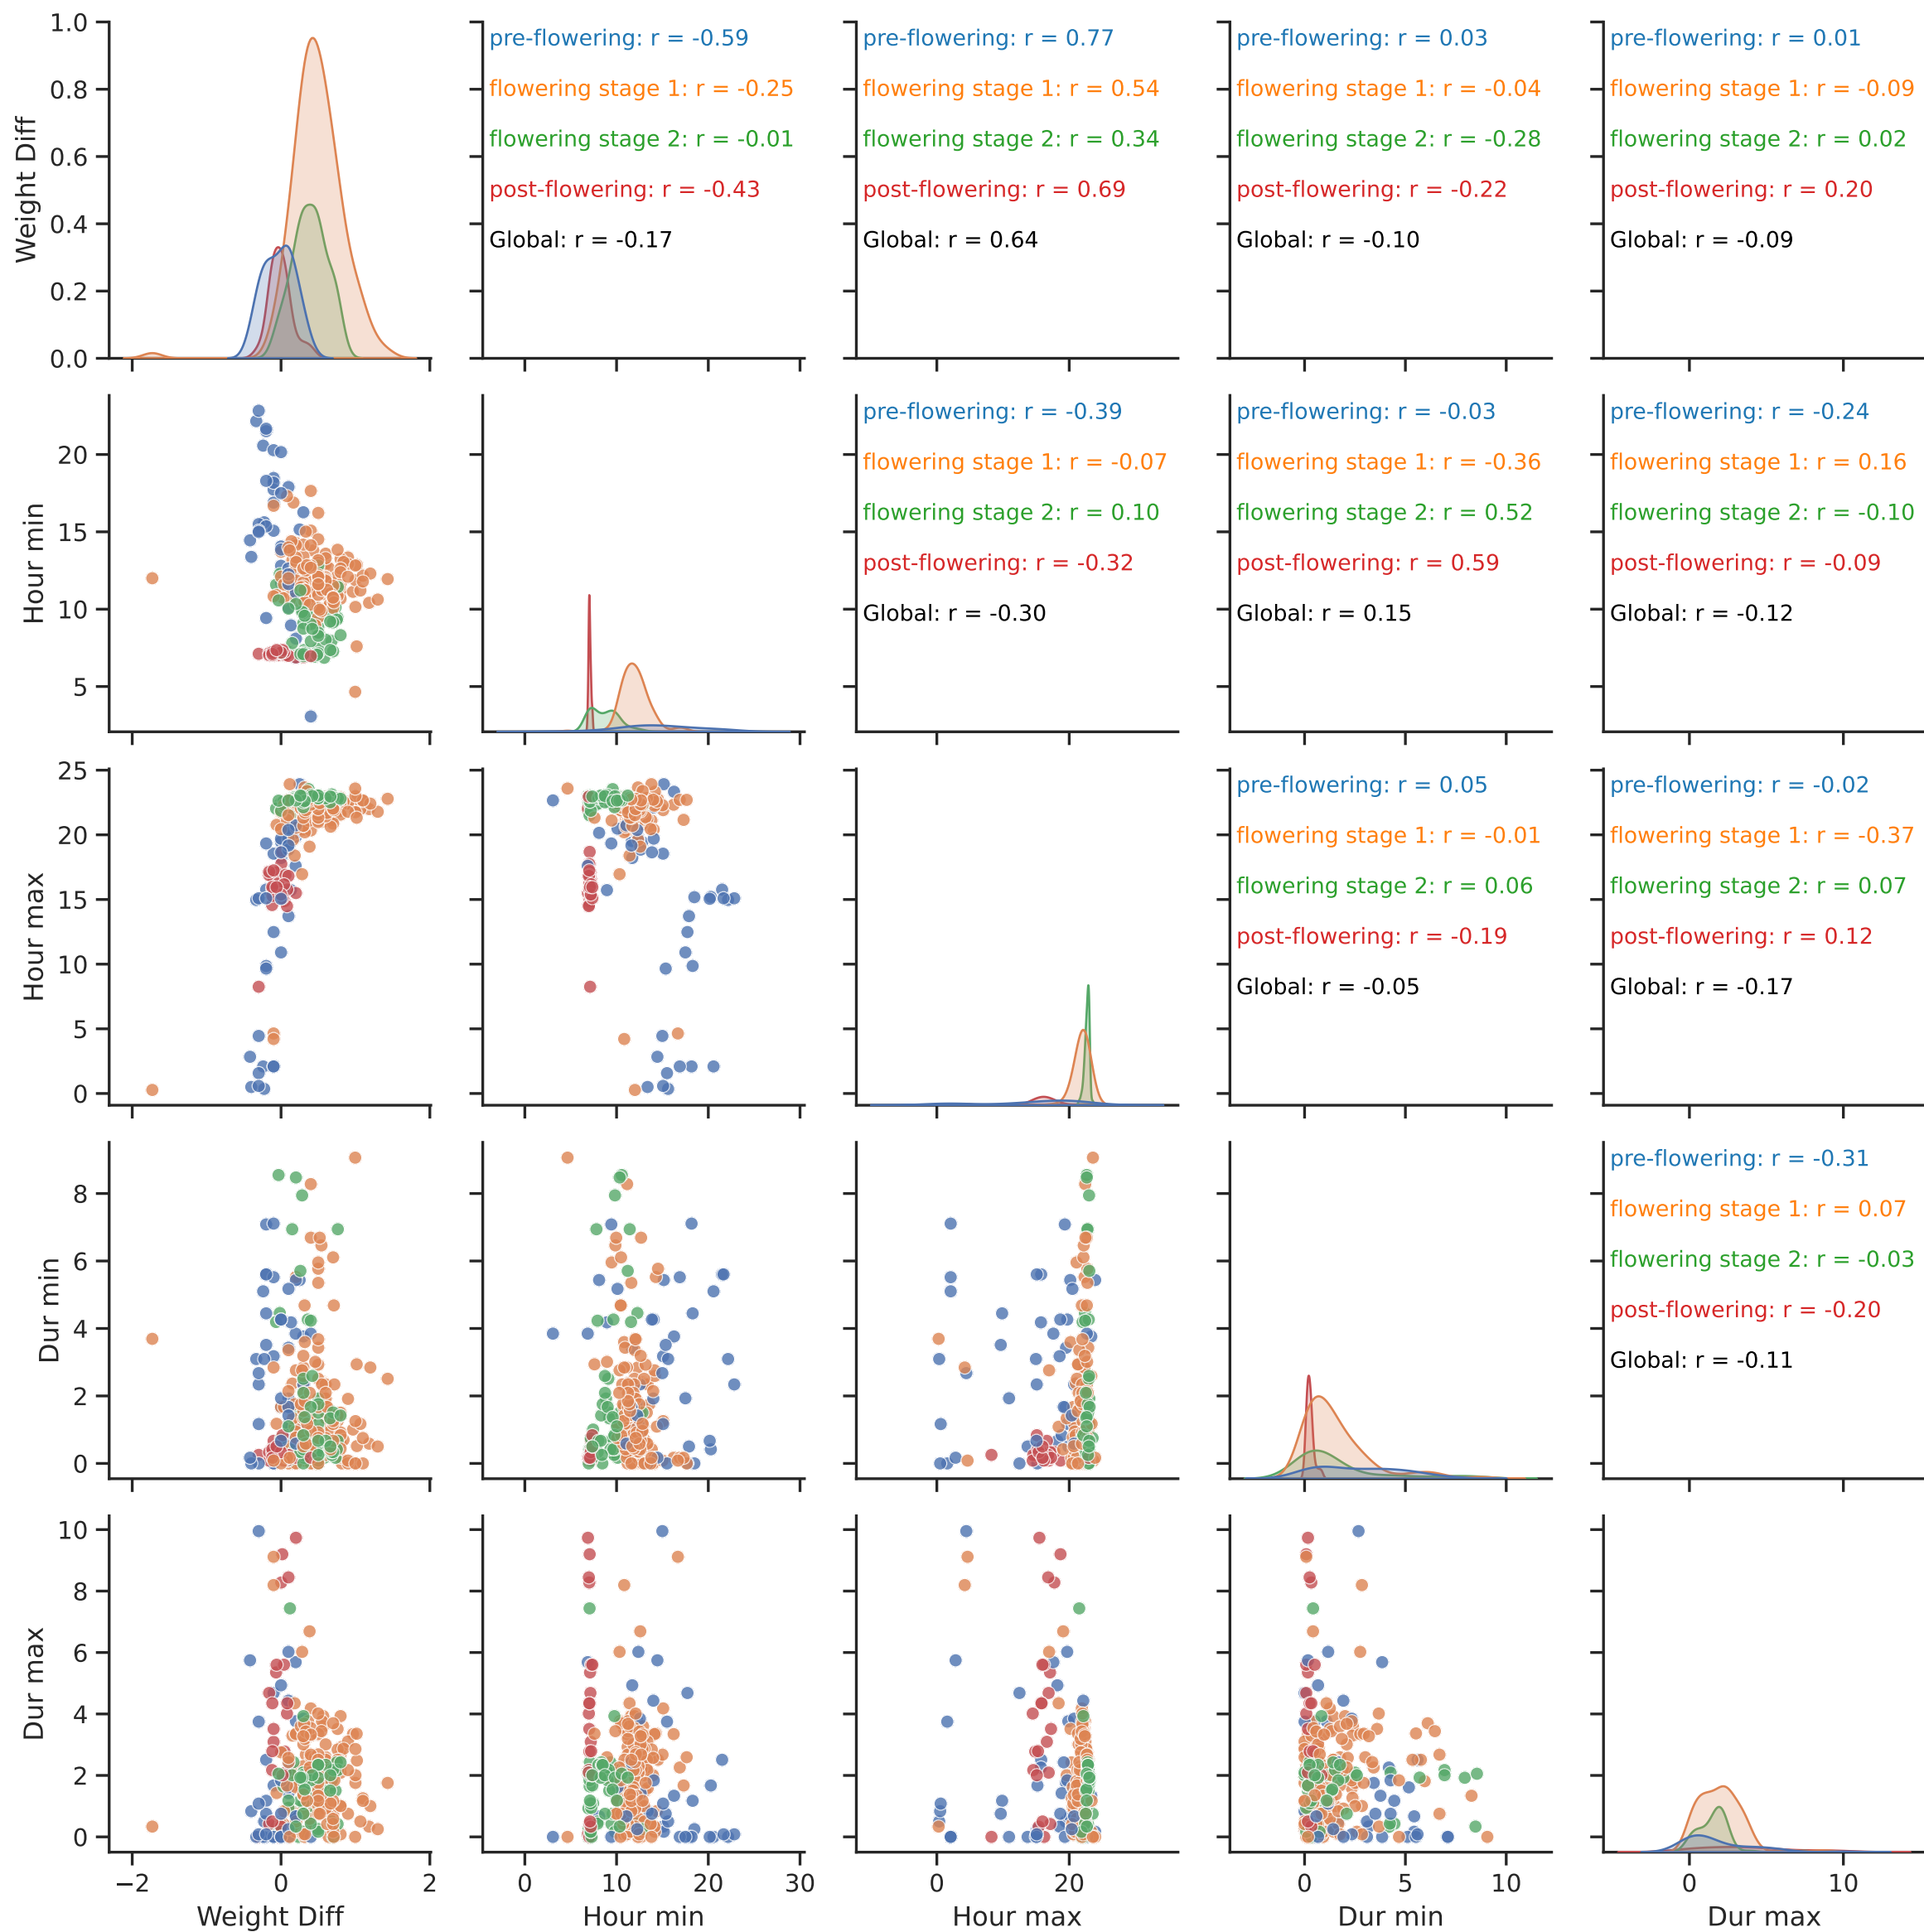 1.0
0.8
0.6
0.4
0.2
0.0
Weight Diff
pre-flowering: r = -0.59
flowering stage 1: r = -0.25
flowering stage 2: r = -0.01
post-flowering: r = -0.43
Global: r = -0.17
pre-flowering: r = 0.77
flowering stage 1: r = 0.54
flowering stage 2: r = 0.34
post-flowering: r = 0.69
Global: r = 0.64
pre-flowering: r = 0.03
flowering stage 1: r = -0.04
flowering stage 2: r = -0.28
post-flowering: r = -0.22
Global: r = -0.10
pre-flowering: r = 0.01
flowering stage 1: r = -0.09
flowering stage 2: r = 0.02
post-flowering: r = 0.20
Global: r = -0.09
20
15
10
5
Hour min
pre-flowering: r = -0.39
flowering stage 1: r = -0.07
flowering stage 2: r = 0.10
post-flowering: r = -0.32
Global: r = -0.30
pre-flowering: r = -0.03
flowering stage 1: r = -0.36
flowering stage 2: r = 0.52
post-flowering: r = 0.59
Global: r = 0.15
pre-flowering: r = -0.24
flowering stage 1: r = 0.16
flowering stage 2: r = -0.10
post-flowering: r = -0.09
Global: r = -0.12
25
20
15
10
5
0
Hour max
pre-flowering: r = 0.05
flowering stage 1: r = -0.01
flowering stage 2: r = 0.06
post-flowering: r = -0.19
Global: r = -0.05
pre-flowering: r = -0.02
flowering stage 1: r = -0.37
flowering stage 2: r = 0.07
post-flowering: r = 0.12
Global: r = -0.17
8
6
4
2
0
Dur min
pre-flowering: r = -0.31
flowering stage 1: r = 0.07
flowering stage 2: r = -0.03
post-flowering: r = -0.20
Global: r = -0.11
10
8
6
4
2
0
Dur max
−2 0 2
Weight Diff
0 10 20 30
Hour min
0 20
Hour max
0 5 10
Dur min
0 10
Dur max